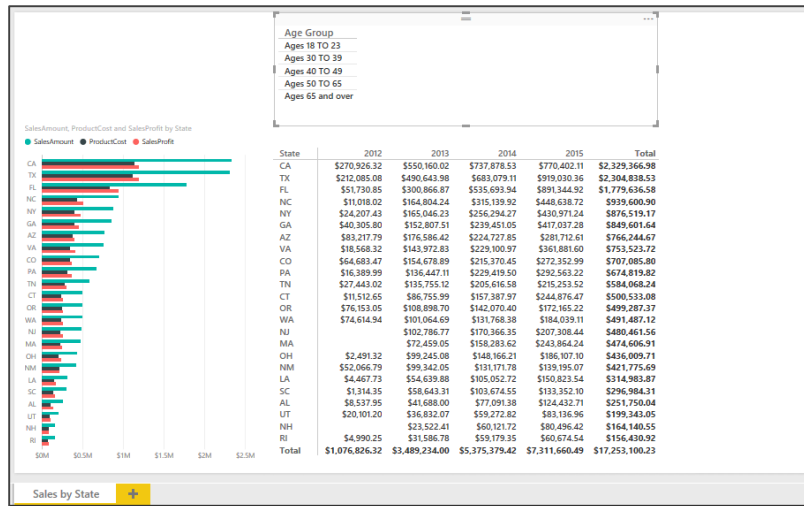 Age Group
Ages 18 TO 23
Ages 30 TO 39
Ages 40 TO 49
Ages 50 TO 65
Ages 65 and over
SalesAmount, ProductCost and SalesProfit by State
SalesAmount ProductCost SalesProfit
CA
TX
FL
NC
NY
GA
AZ
VA
CO
PA
TN
CT
OR
WA
NJ
MA
OH
NM
LA
SC
AL
UT
NH
RI
$0M $0.5M $1M $1.5M $2M $2.5M
State 2012 2013 2014 2015 Total
CA $270,926.32 $550,160.02 $737,878.53 $770,402.11 $2,329,366.98
TX $212,085.08 $490,643.98 $683,079.11 $919,030.36 $2,304,838.53
FL $51,730.85 $300,866.87 $535,693.94 $891,344.92 $1,779,636.58
NC $11,018.02 $164,804.24 $315,139.92 $448,638.72 $939,600.90
NY $24,207.43 $165,046.23 $256,294.27 $430,971.24 $876,519.17
GA $40,305.80 $152,807.51 $239,451.05 $417,037.28 $849,601.64
AZ $83,217.79 $176,586.42 $224,727.85 $281,712.61 $766,244.67
VA $18,568.32 $143,972.83 $229,100.97 $361,881.60 $753,523.72
CO $64,683.47 $154,678.89 $215,370.45 $272,352.99 $707,085.80
PA $16,389.99 $136,447.11 $229,419.50 $292,563.22 $674,819.82
TN $27,443.02 $135,755.12 $205,616.58 $215,253.52 $584,068.24
CT $11,512.65 $86,755.99 $157,387.97 $244,876.47 $500,533.08
OR $76,153.05 $108,898.70 $142,070.40 $172,165.22 $499,287.37
WA $74,614.94 $101,064.69 $131,768.38 $184,039.11 $491,487.12
NJ $102,786.77 $170,366.35 $207,308.44 $480,461.56
MA $72,459.05 $158,283.62 $243,864.24 $474,606.91
OH $2,491.32 $99,245.08 $148,166.21 $186,107.10 $436,009.71
NM $52,066.79 $99,342.05 $131,171.78 $139,195.07 $421,775.69
LA $4,467.73 $54,639.88 $105,052.72 $150,823.54 $314,983.87
SC $1,314.35 $58,643.31 $103,674.55 $133,352.10 $296,984.31
AL $8,537.95 $41,688.00 $77,091.38 $124,432.71 $251,750.04
UT $20,101.20 $36,832.07 $59,272.82 $83,136.96 $199,343.05
NH $23,522.41 $60,121.72 $80,496.42 $164,140.55
RI $4,990.25 $31,586.78 $59,179.35 $60,674.54 $156,430.92
Total $1,076,826.32 $3,489,234.00 $5,375,379.42 $7,311,660.49 $17,253,100.23
Sales by State